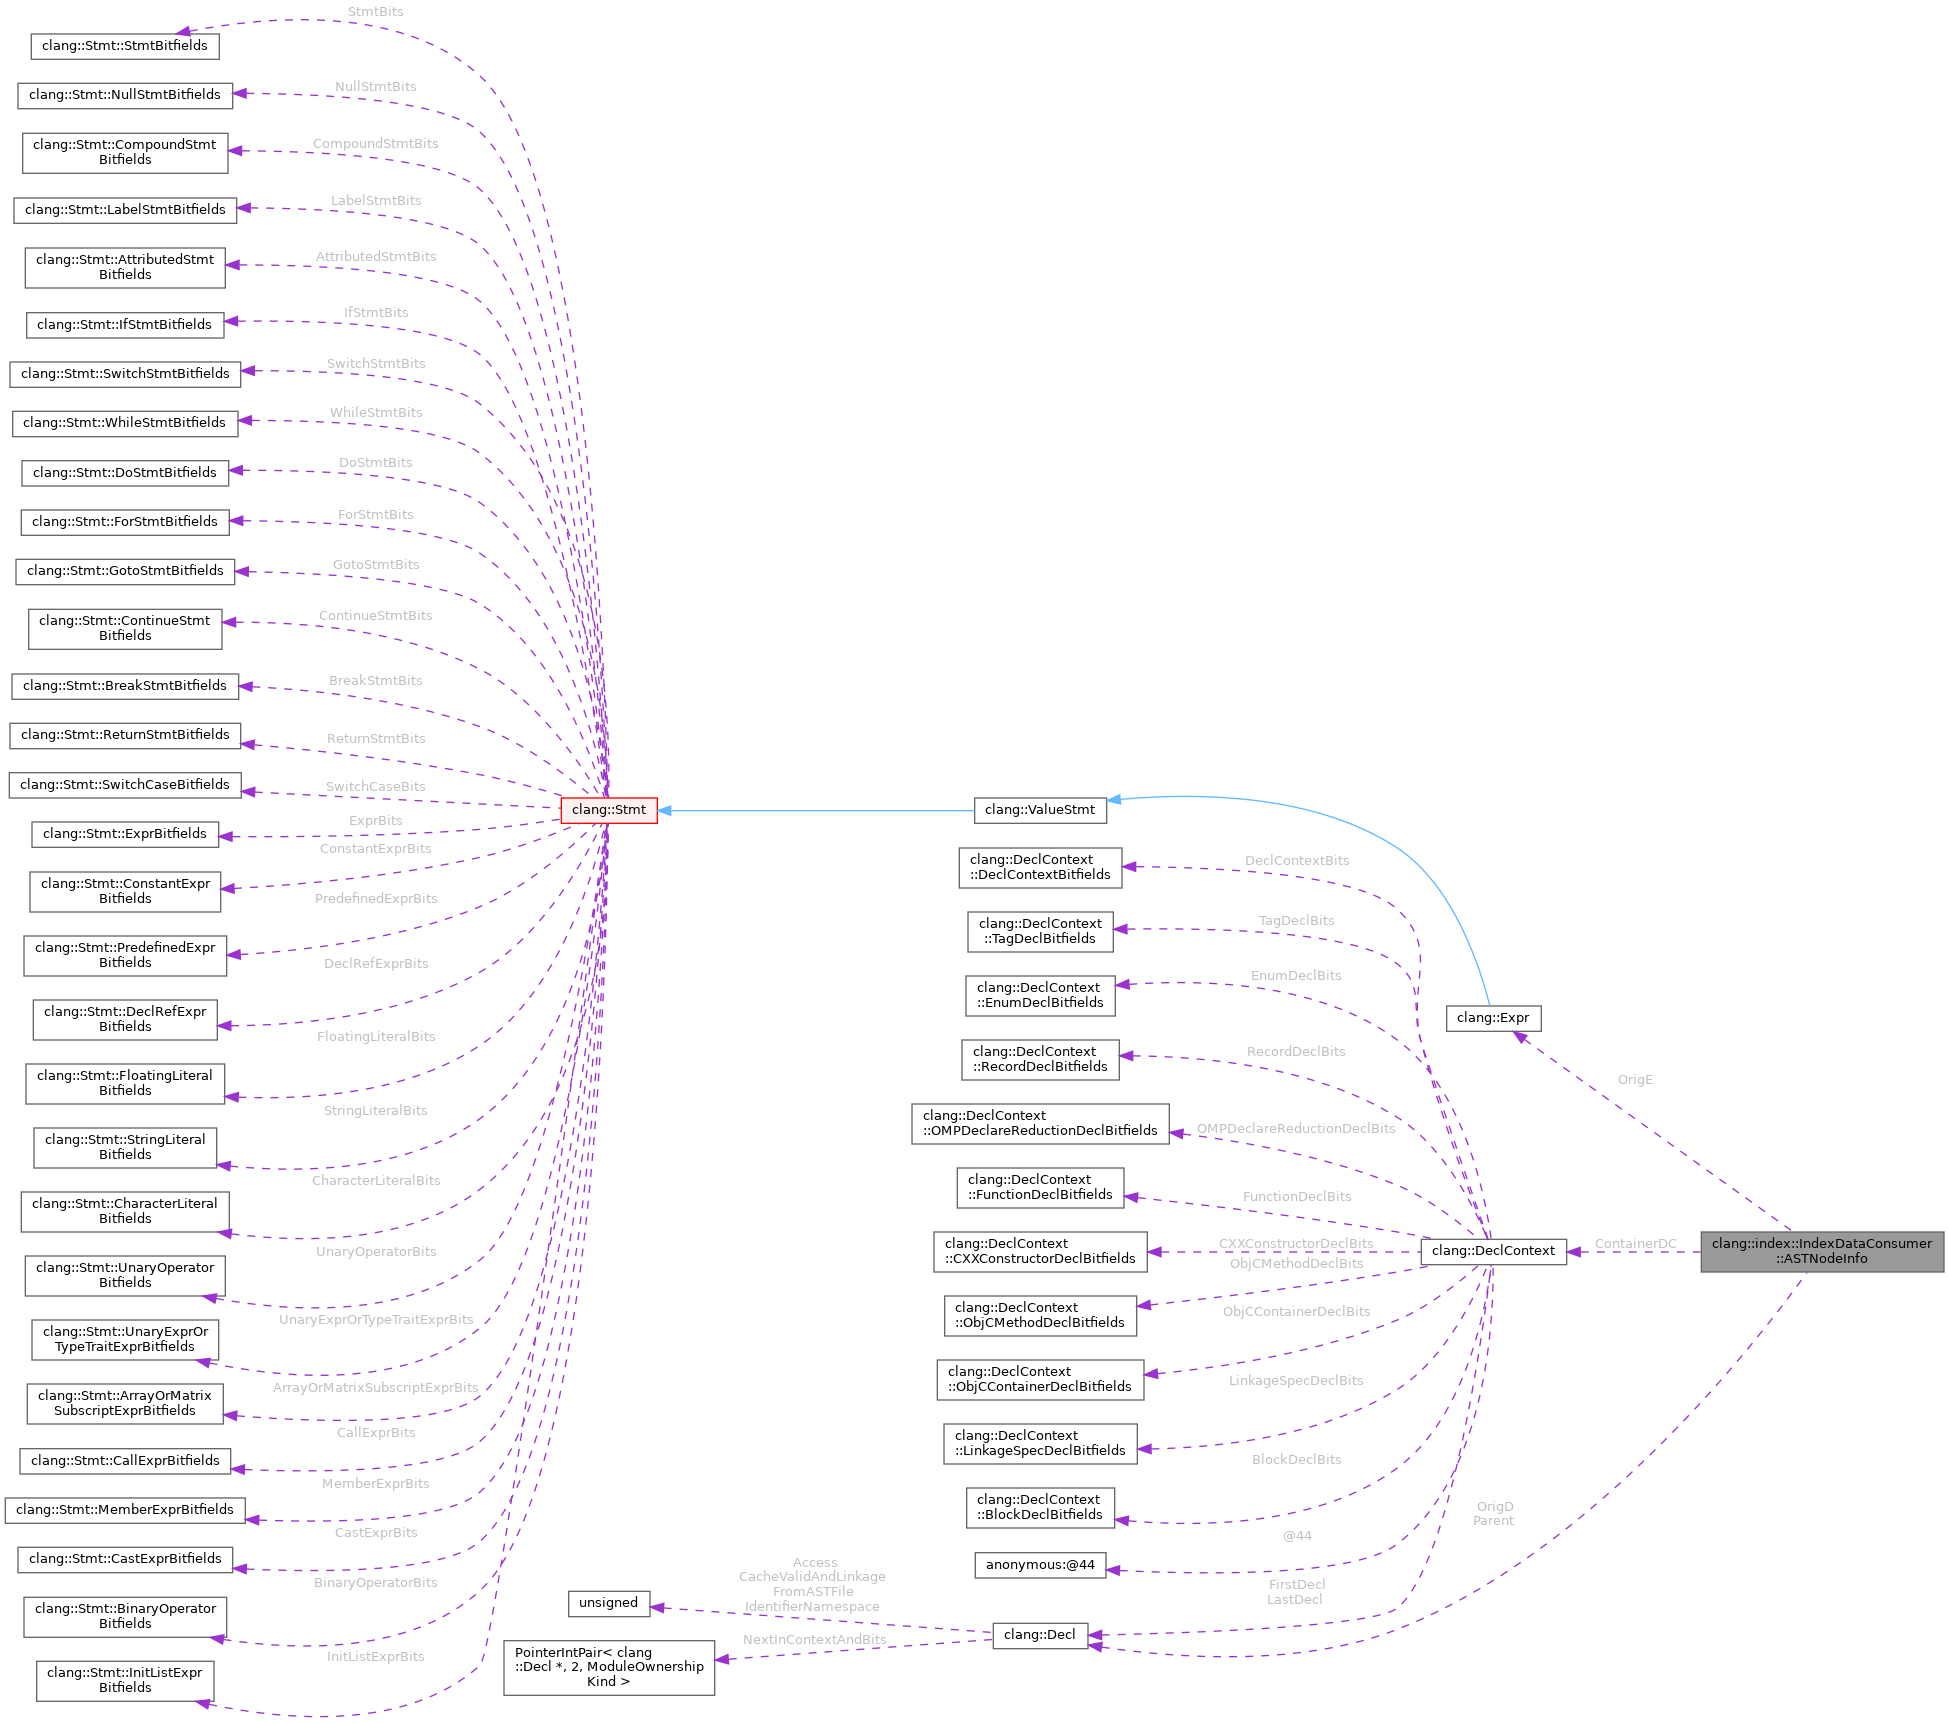 StmtBits
clang::Stmt::StmtBitfields
NullStmtBits
clang::Stmt::NullStmtBitfields
CompoundStmtBits
clang::Stmt::CompoundStmt
Bitfields
LabelStmtBits
clang::Stmt::LabelStmtBitfields
AttributedStmtBits
clang::Stmt::AttributedStmt
Bitfields
IfStmtBits
clang::Stmt::IfStmtBitfields
SwitchStmtBits
clang::Stmt::SwitchStmtBitfields
WhileStmtBits
clang::Stmt::WhileStmtBitfields
DoStmtBits
clang::Stmt::DoStmtBitfields
ForStmtBits
clang::Stmt::ForStmtBitfields
GotoStmtBits
clang::Stmt::GotoStmtBitfields
ContinueStmtBits
clang::Stmt::ContinueStmt
Bitfields
BreakStmtBits
clang::Stmt::BreakStmtBitfields
ReturnStmtBits
clang::Stmt::ReturnStmtBitfields
SwitchCaseBits
clang::Stmt::SwitchCaseBitfields
ExprBits
clang::Stmt::ExprBitfields
ConstantExprBits
clang::Stmt::ConstantExpr
Bitfields
PredefinedExprBits
clang::Stmt::PredefinedExpr
Bitfields
DeclRefExprBits
clang::Stmt::DeclRefExpr
Bitfields
FloatingLiteralBits
clang::Stmt::FloatingLiteral
Bitfields
StringLiteralBits
clang::Stmt::StringLiteral
Bitfields
CharacterLiteralBits
clang::Stmt::CharacterLiteral
Bitfields
UnaryOperatorBits
clang::Stmt::UnaryOperator
Bitfields
UnaryExprOrTypeTraitExprBits
clang::Stmt::UnaryExprOr
TypeTraitExprBitfields
ArrayOrMatrixSubscriptExprBits
clang::Stmt::ArrayOrMatrix
SubscriptExprBitfields
CallExprBits
clang::Stmt::CallExprBitfields
MemberExprBits
clang::Stmt::MemberExprBitfields
CastExprBits
clang::Stmt::CastExprBitfields
BinaryOperatorBits
clang::Stmt::BinaryOperator
Bitfields
InitListExprBits
clang::Stmt::InitListExpr
Bitfields
clang::Stmt
clang::ValueStmt
DeclContextBits
clang::DeclContext
::DeclContextBitfields
TagDeclBits
clang::DeclContext
::TagDeclBitfields
EnumDeclBits
clang::DeclContext
::EnumDeclBitfields
RecordDeclBits
clang::DeclContext
::RecordDeclBitfields
OMPDeclareReductionDeclBits
clang::DeclContext
::OMPDeclareReductionDeclBitfields
FunctionDeclBits
clang::DeclContext
::FunctionDeclBitfields
CXXConstructorDeclBits
clang::DeclContext
::CXXConstructorDeclBitfields
ObjCMethodDeclBits
clang::DeclContext
::ObjCMethodDeclBitfields
ObjCContainerDeclBits
clang::DeclContext
::ObjCContainerDeclBitfields
LinkageSpecDeclBits
clang::DeclContext
::LinkageSpecDeclBitfields
BlockDeclBits
clang::DeclContext
::BlockDeclBitfields
@44
anonymous:@44
FirstDecl
LastDecl
clang::Decl
Access
CacheValidAndLinkage
FromASTFile
IdentifierNamespace
unsigned
NextInContextAndBits
PointerIntPair< clang
::Decl *, 2, ModuleOwnership
Kind >
clang::Expr
OrigE
clang::DeclContext
ContainerDC
clang::index::IndexDataConsumer
::ASTNodeInfo
OrigD
Parent